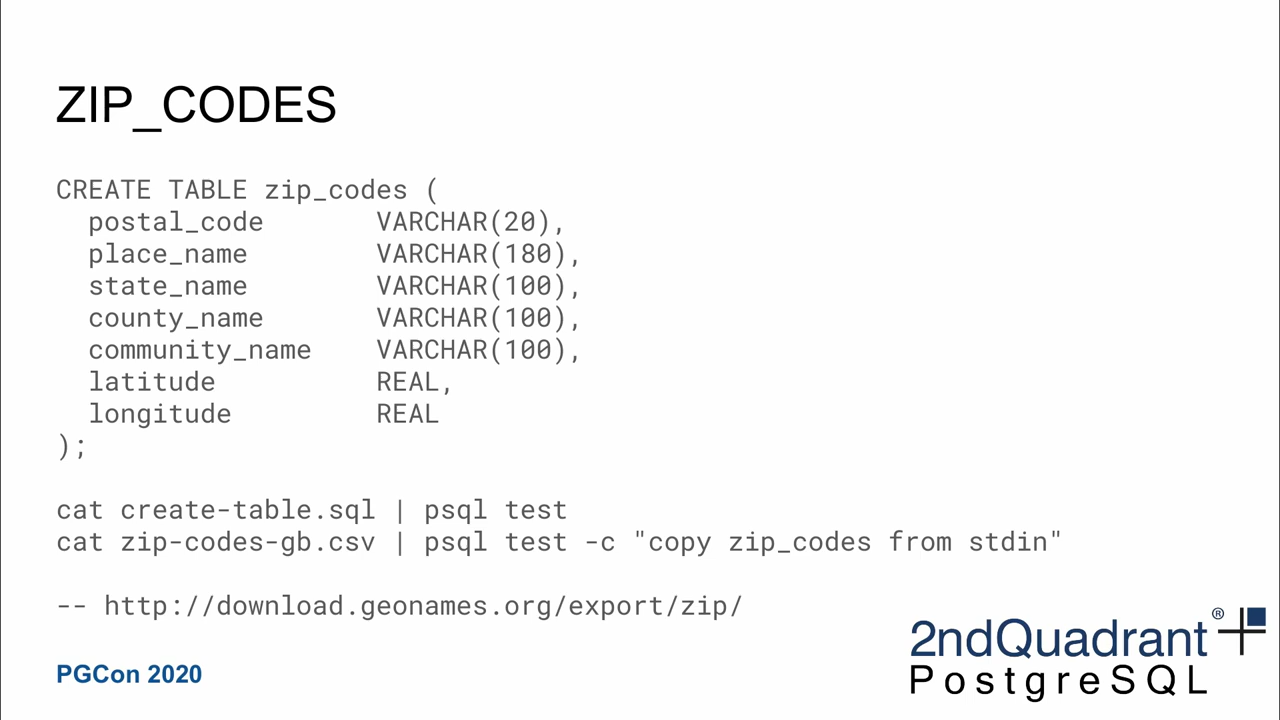 ZIP_CODES
CREATE TABLE zip_codes (
  postal_code       VARCHAR(20),
  place_name        VARCHAR(180),
  state_name        VARCHAR(100),
  county_name       VARCHAR(100),
  community_name    VARCHAR(100),
  latitude          REAL,
  longitude         REAL
);
cat create-table.sql | psql test
cat zip-codes-gb.csv | psql test -c "copy zip_codes from stdin"
-- http://download.geonames.org/export/zip/
PGCon 2020
2ndQuadrant®
PostgreSQL